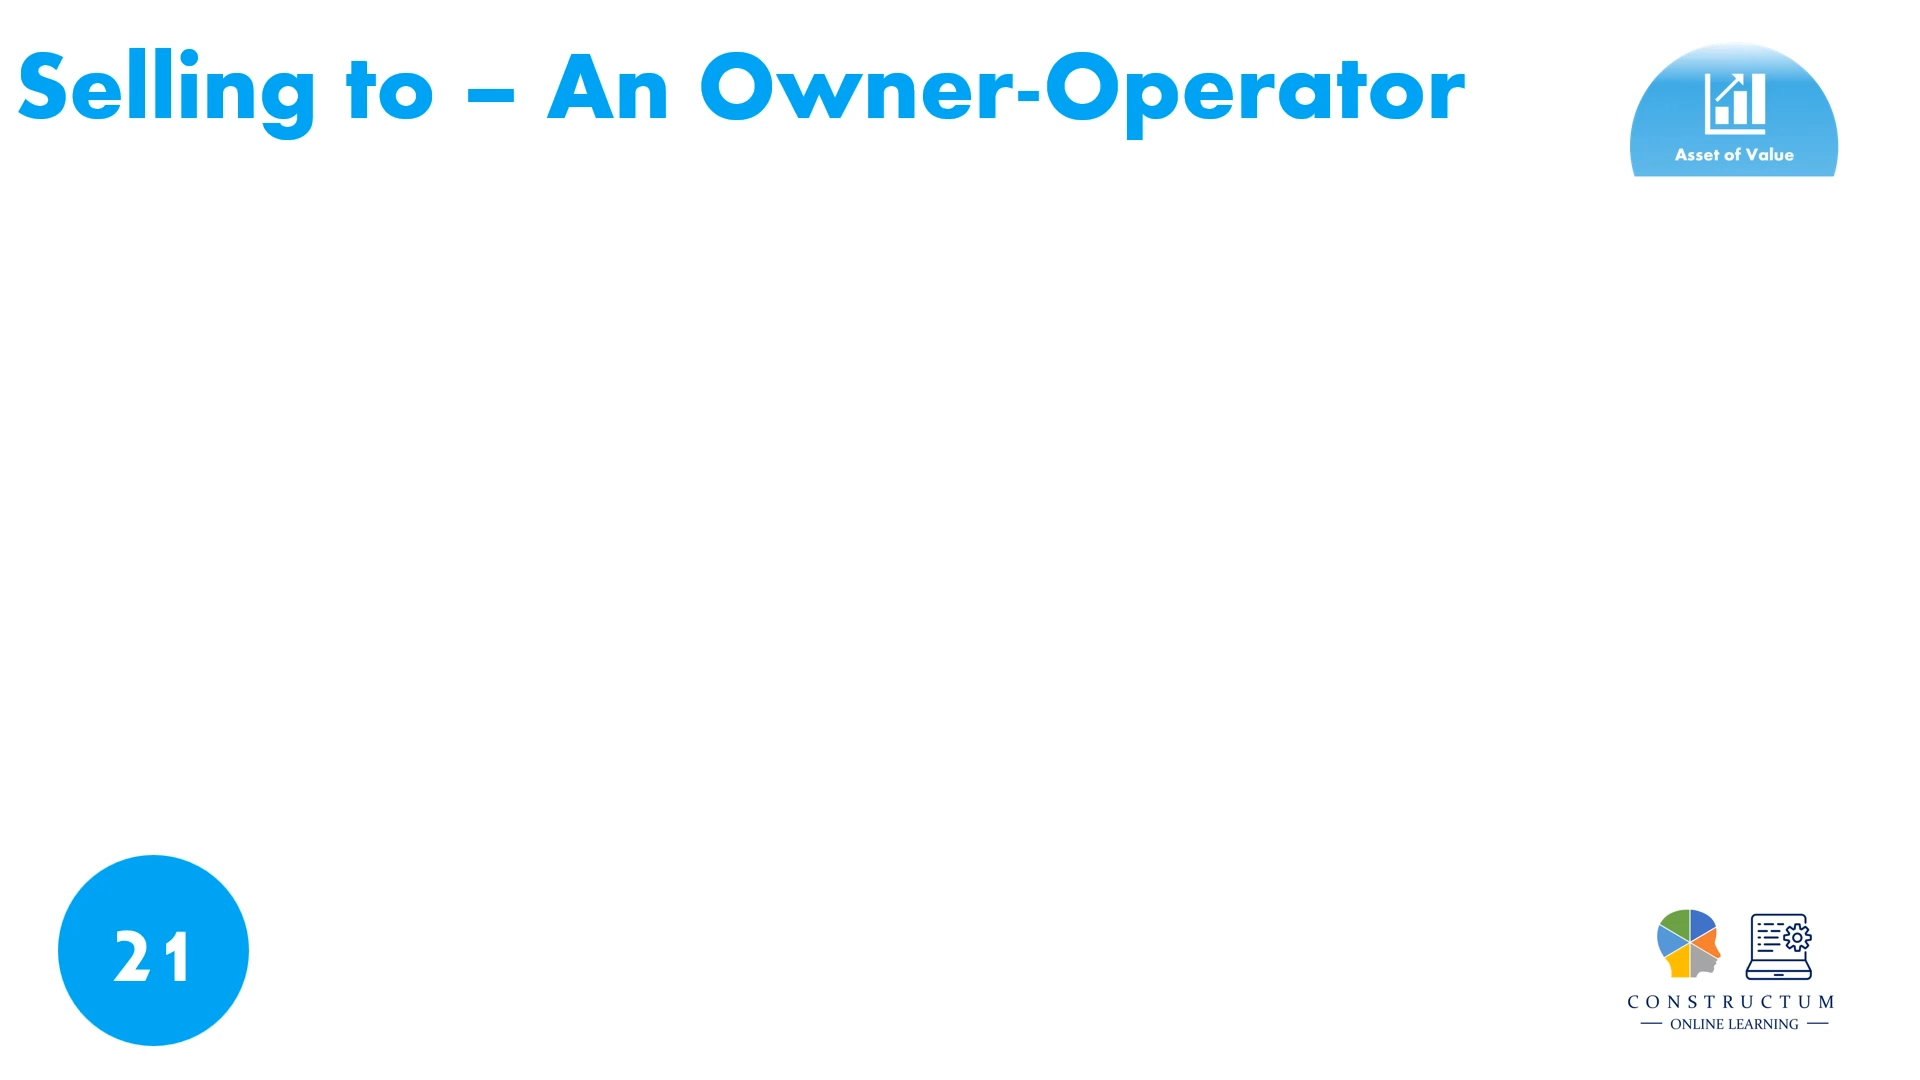 Selling to – An Owner-Operator
Asset of Value
21
CONSTRUCTUM
ONLINE LEARNING